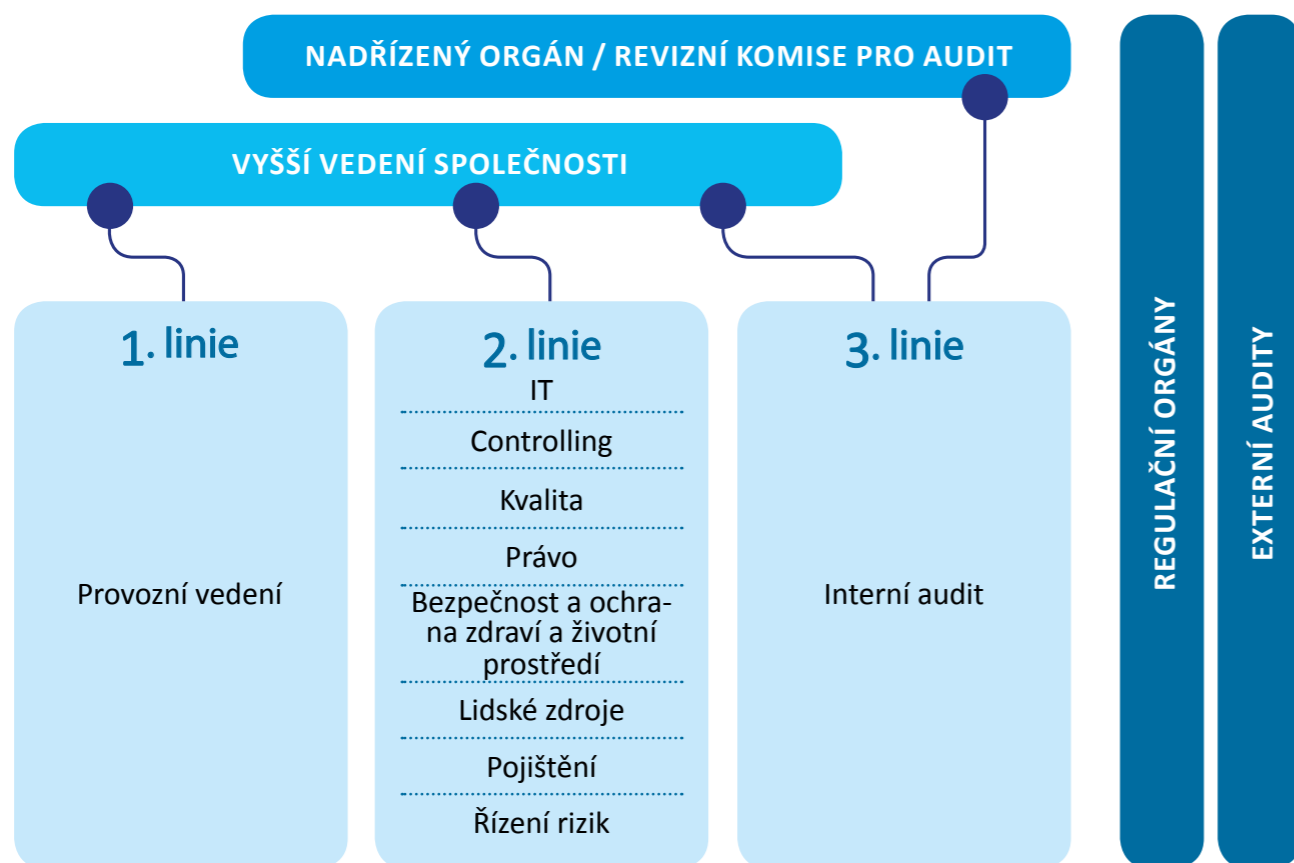 NADŘÍZENÝ ORGÁN / REVIZNÍ KOMISE PRO AUDIT
VYŠŠÍ VEDENÍ SPOLEČNOSTI
1. linie
Provozní vedení
2. linie
IT
Controlling
Kvalita
Právo
Bezpečnost a ochra-
na zdraví a životní
prostředí
Lidské zdroje
Pojištění
Řízení rizik
3. linie
Interní audit
REGULAČNÍ ORGÁNY
EXTERNÍ AUDITY